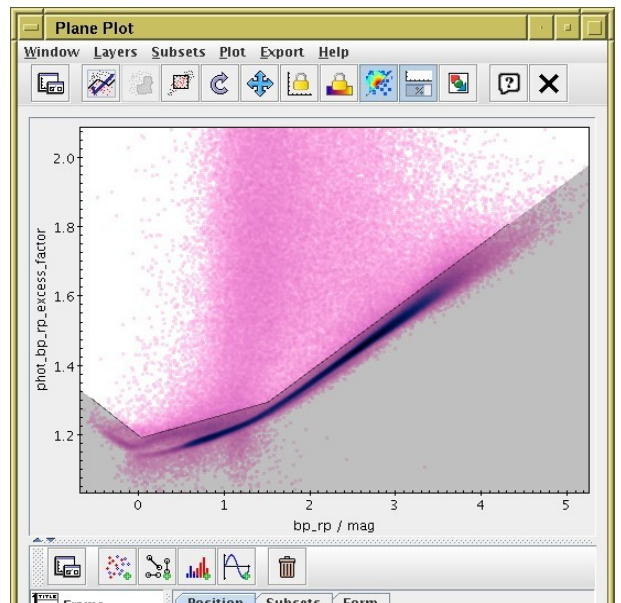 Plane Plot
Window Layers Subsets Plot Export Help
%
?
2.0
1.8
1.6
1.4
1.2
phot_bp_rp_excess_factor
0 1 2 3 4 5
bp_rp / mag
TITLE
Position Subsets Form